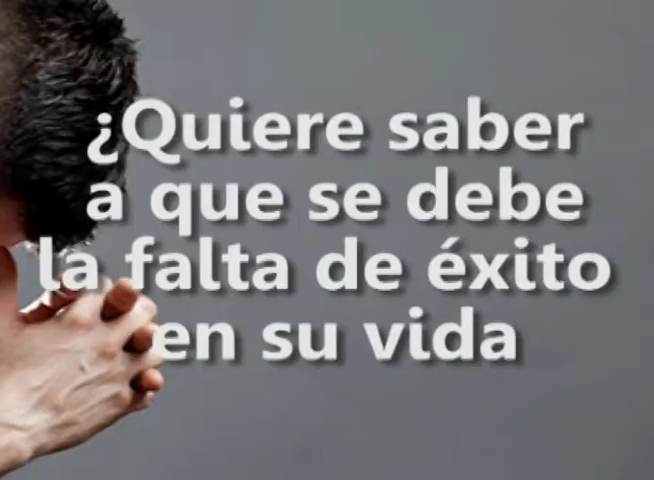 ¿Quiere saber
a que se debe
la falta de éxito
en su vida